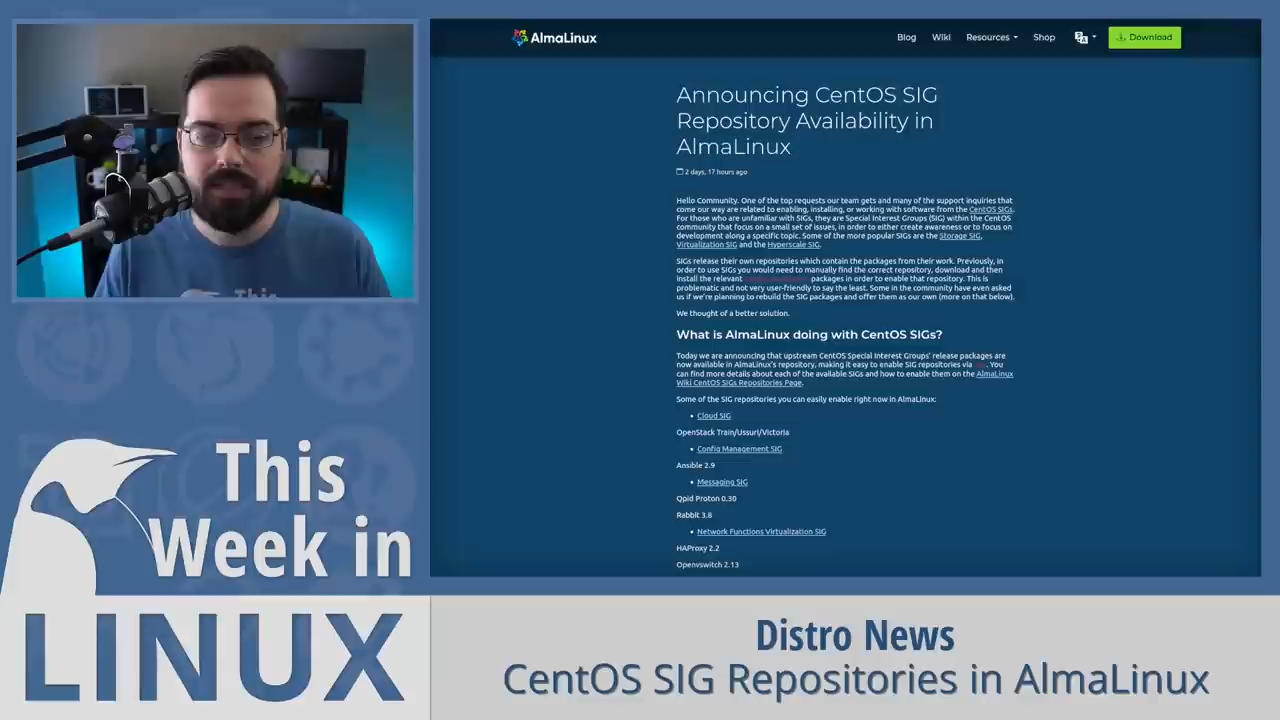 AlmaLinux
Blog
Wiki
Resources
Shop
Download
Announcing CentOS SIG
Repository Availability in
AlmaLinux
2 days, 17 hours ago
Hello Community. One of the top requests our team gets and many of the support inquiries that
come our way are related to enabling, installing, or working with software from the CentOS SIGs.
For those who are unfamiliar with SIGs, they are Special Interest Groups (SIG) within the CentOS
community that focus on a small set of issues, in order to either create awareness or to focus on
development along a specific topic. Some of the more popular SIGs are the Storage SIG,
Virtualization SIG and the Hyperscale SIG.
SIGs release their own repositories which contain the packages from their work. Previously, in
order to use SIGs you would need to manually find the correct repository, download and then
install the relevant packages in order to enable that repository. This is
problematic and not very user-friendly to say the least. Some in the community have even asked
us if we're planning to rebuild the SIG packages and offer them as our own (more on that below).
We thought of a better solution.
What is AlmaLinux doing with CentOS SIGs?
Today we are announcing that upstream CentOS Special Interest Groups' release packages are
now available in AlmaLinux's repository, making it easy to enable SIG repositories via . You
can find more details about each of the available SIGs and how to enable them on the AlmaLinux
Wiki CentOS SIGs Repositories Page.
Some of the SIG repositories you can easily enable right now in AlmaLinux:
• Cloud SIG
OpenStack Train/Ussuri/Victoria
• Config Management SIG
Ansible 2.9
• Messaging SIG
Qpid Proton 0.30
Rabbit 3.8
• Network Functions Virtualization SIG
HAProxy 2.2
Openvswitch 2.13
This
This
Week in
LINUX
Distro News
CentOS SIG Repositories in AlmaLinux